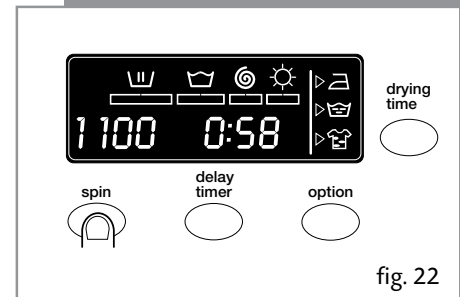 1100 0:58
drying
time
spin
delay
timer
option
fig. 22